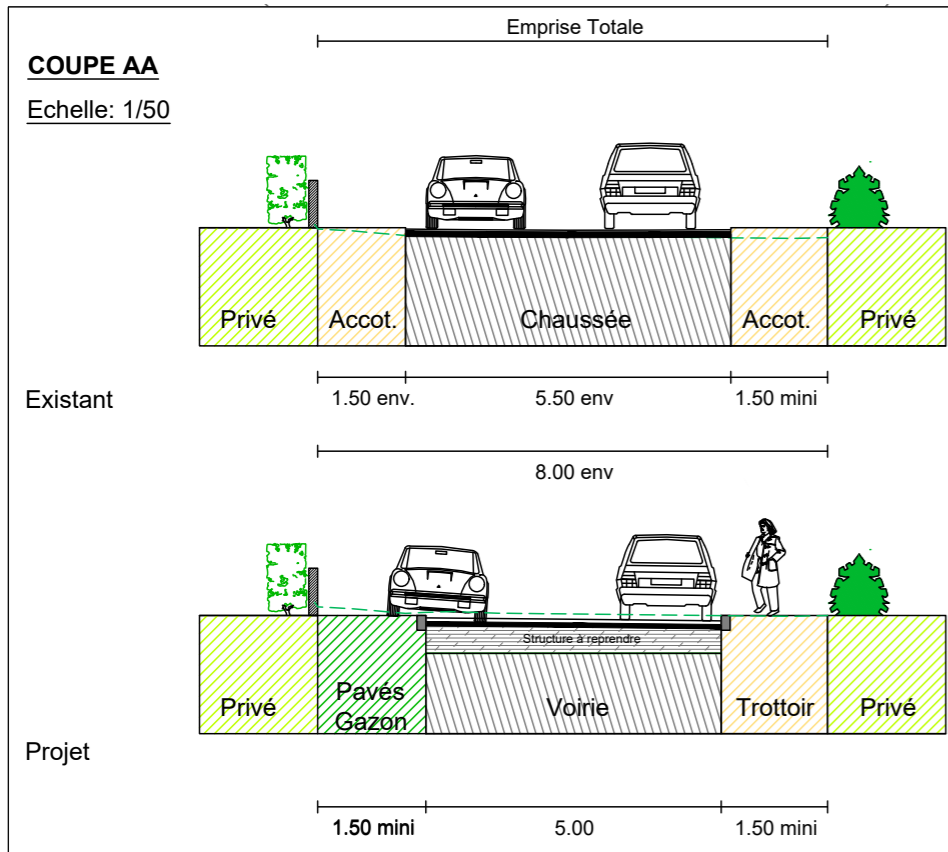 Emprise Totale
COUPE AA
Echelle: 1/50
Privé Accot. Chaussée Accot. Privé
Existant
1.50 env. 5.50 env 1.50 mini
8.00 env
Structure à reprendre
Privé Pavés Gazon Voirie Trottoir Privé
Projet
1.50 mini 5.00 1.50 mini